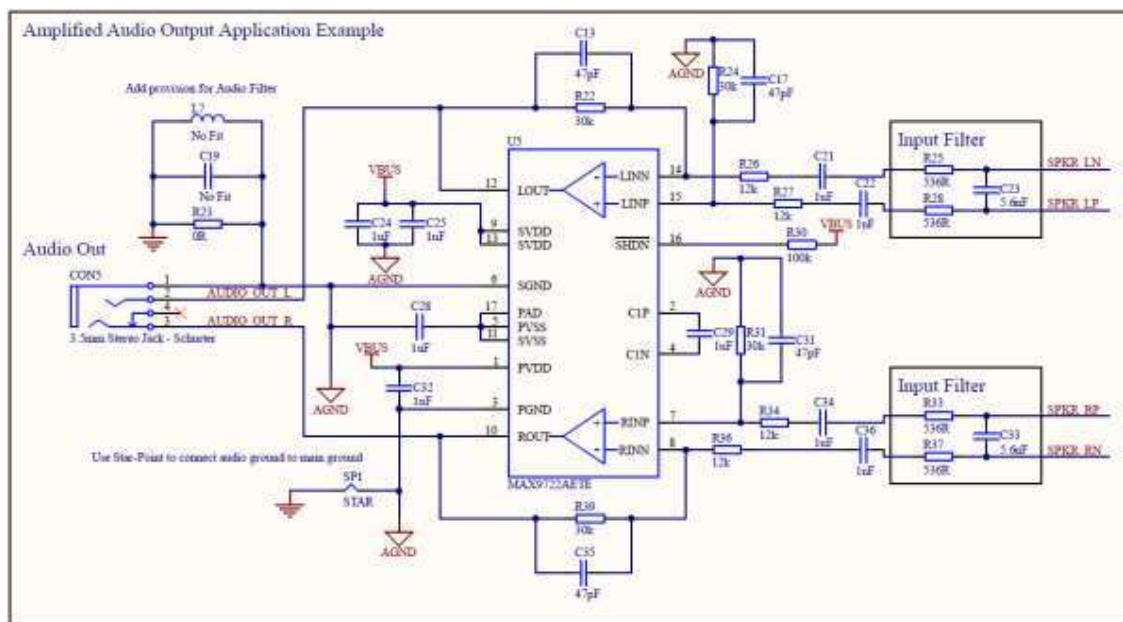 Amplified Audio Output Application Example
C13
47pF
R22
30k
AGND
R24
30k
C17
47pF
Add provision for Audio Filter
L7
No Fit
C19
No Fit
R23
0R
Audio Out
CON5
1
2
4
3
AUDIO_OUT_L
AUDIO_OUT_R
3.5mm Stereo Jack - Schurter
VBUS
C24
1uF
C25
1uF
AGND
C28
1uF
VBUS
C32
1uF
AGND
Use Star-Point to connect audio ground to main ground
SP1
STAR
AGND
U5
12
LOUT
9
SVDD
13
SVDD
6
SGND
17
PAD
5
PVSS
11
SVSS
1
PVDD
3
PGND
10
ROUT
LINN
14
LINP
15
SHDN
16
C1P
2
C1N
4
RINP
7
RINN
8
MAX9722AETE
R26
12k
C21
1uF
R27
12k
C22
1uF
Input Filter
R25
536R
R28
536R
C23
5.6nF
SPKR_LN
SPKR_LP
R30
100k
VBUS
AGND
C29
1uF
R31
30k
C31
47pF
R34
12k
C34
1uF
R36
12k
C36
1uF
Input Filter
R33
536R
R37
536R
C33
5.6nF
SPKR_RP
SPKR_RN
R39
30k
C35
47pF